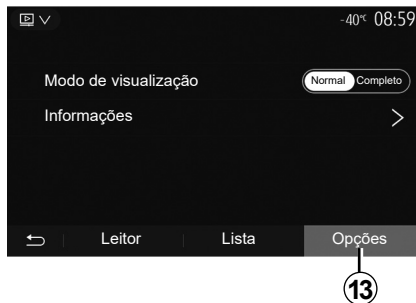 -40°C 08:59
Modo de visualização Normal Completo
Informações
Leitor Lista Opções
13